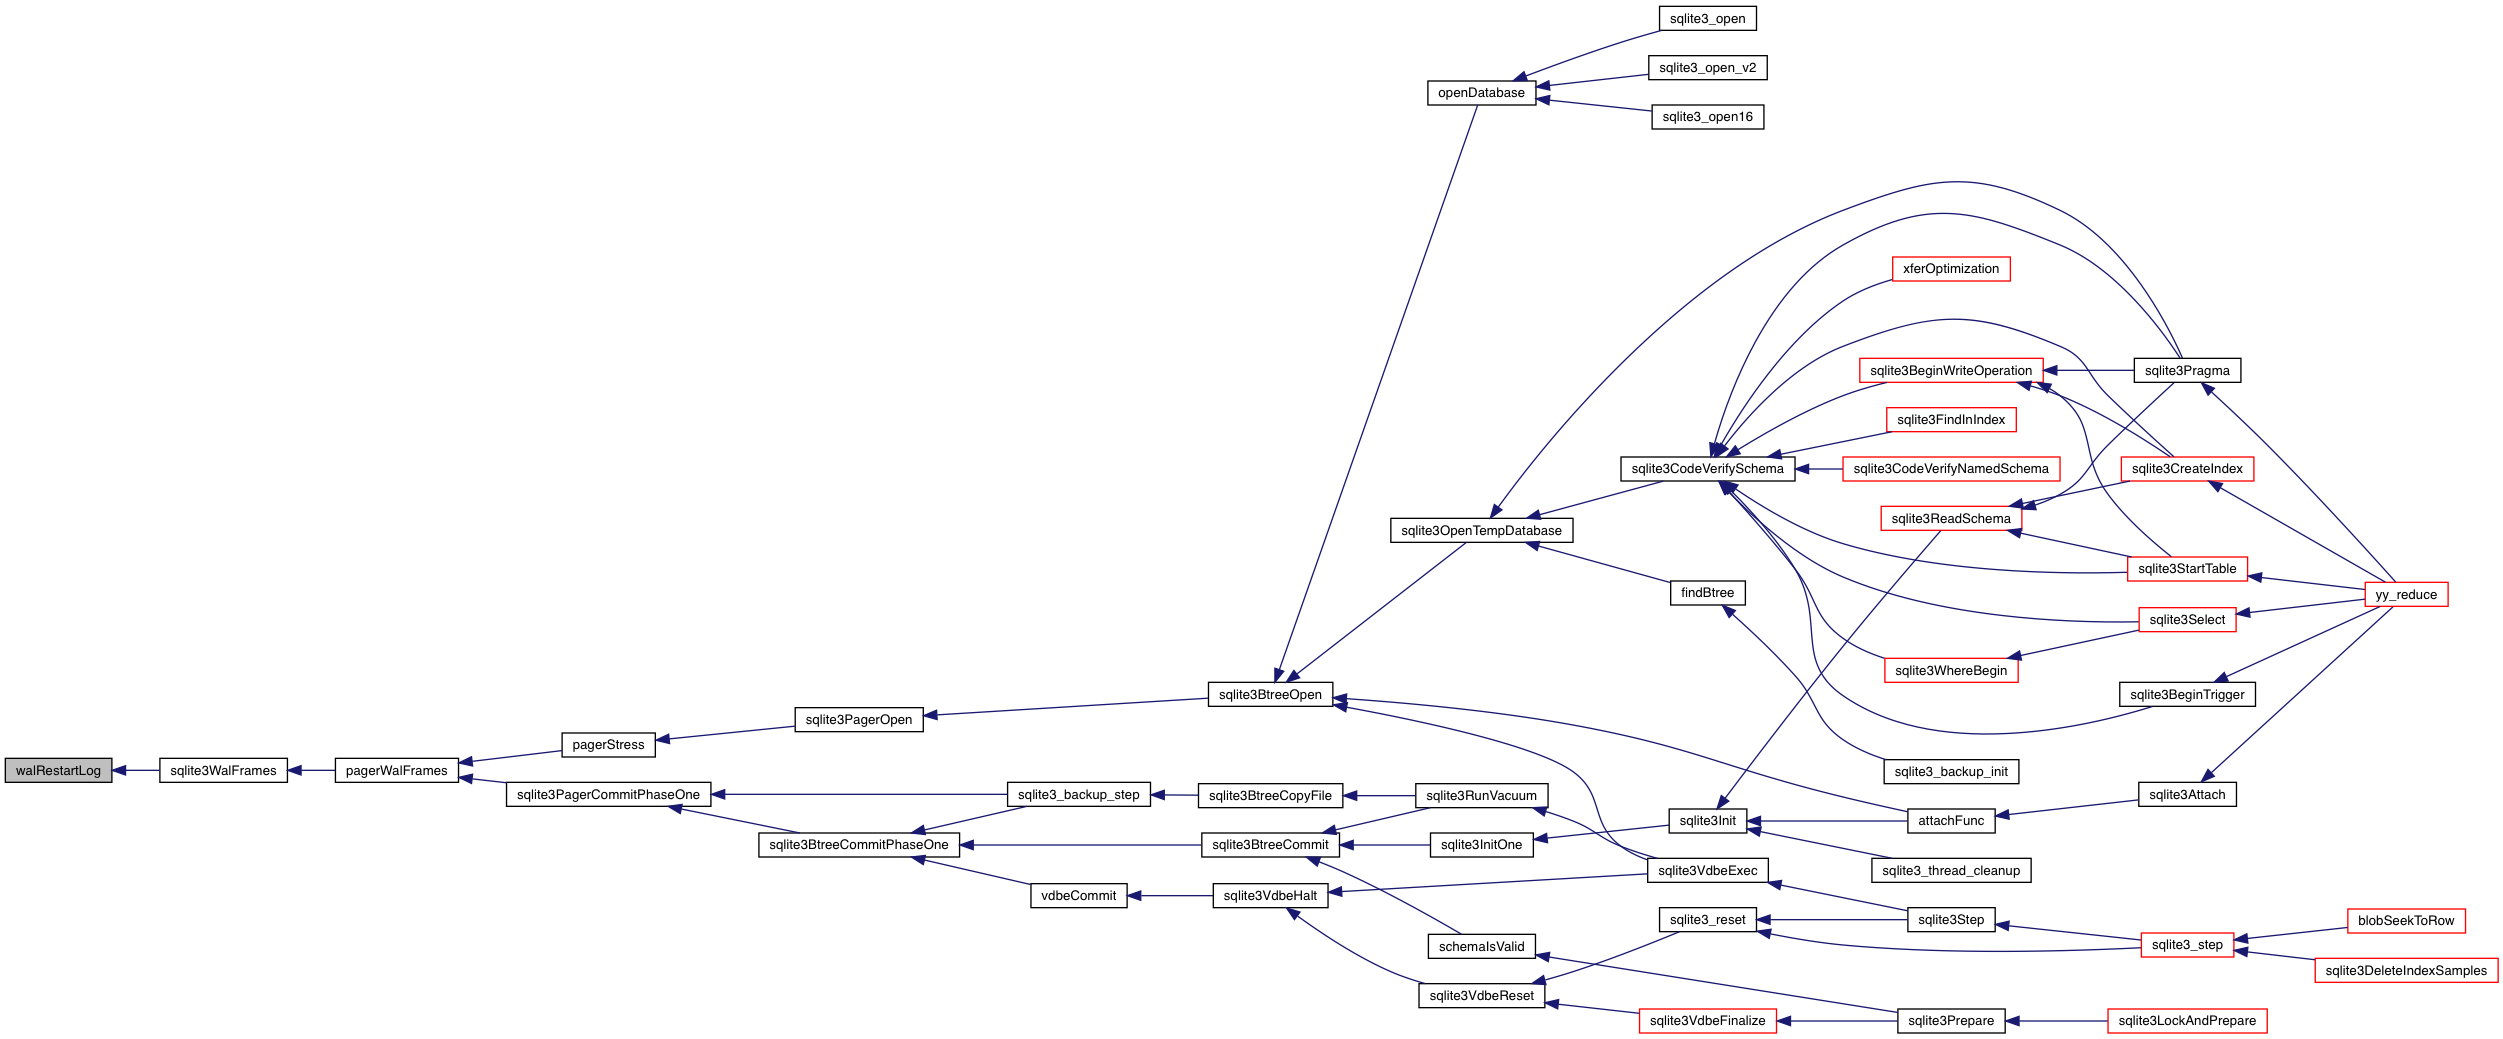 walRestartLog
sqlite3WalFrames
pagerWalFrames
pagerStress
sqlite3PagerCommitPhaseOne
sqlite3PagerOpen
sqlite3BtreeCommitPhaseOne
sqlite3_backup_step
vdbeCommit
sqlite3BtreeOpen
sqlite3BtreeCopyFile
sqlite3BtreeCommit
sqlite3VdbeHalt
openDatabase
sqlite3OpenTempDatabase
sqlite3RunVacuum
sqlite3InitOne
schemaIsValid
sqlite3VdbeReset
sqlite3_open
sqlite3_open_v2
sqlite3_open16
sqlite3CodeVerifySchema
findBtree
sqlite3Init
sqlite3VdbeExec
sqlite3_reset
sqlite3VdbeFinalize
xferOptimization
sqlite3BeginWriteOperation
sqlite3FindInIndex
sqlite3CodeVerifyNamedSchema
sqlite3ReadSchema
sqlite3WhereBegin
sqlite3_backup_init
attachFunc
sqlite3_thread_cleanup
sqlite3Step
sqlite3Prepare
sqlite3Pragma
sqlite3CreateIndex
sqlite3StartTable
sqlite3Select
sqlite3BeginTrigger
sqlite3Attach
sqlite3_step
sqlite3LockAndPrepare
yy_reduce
blobSeekToRow
sqlite3DeleteIndexSamples